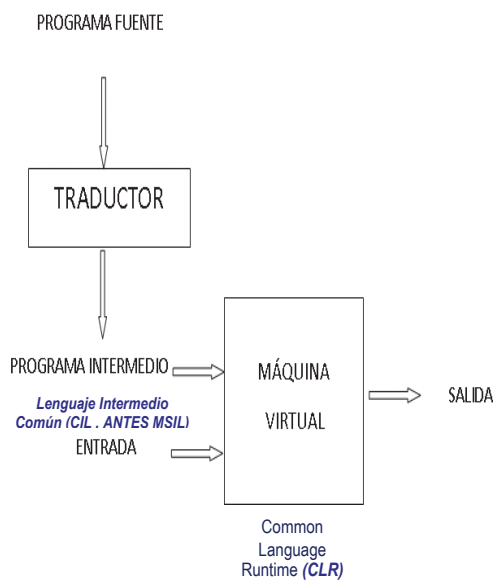 PROGRAMA FUENTE
TRADUCTOR
PROGRAMA INTERMEDIO
Lenguaje Intermedio
Común (CIL . ANTES MSIL)
ENTRADA
MÁQUINA
VIRTUAL
SALIDA
Common
Language
Runtime (CLR)